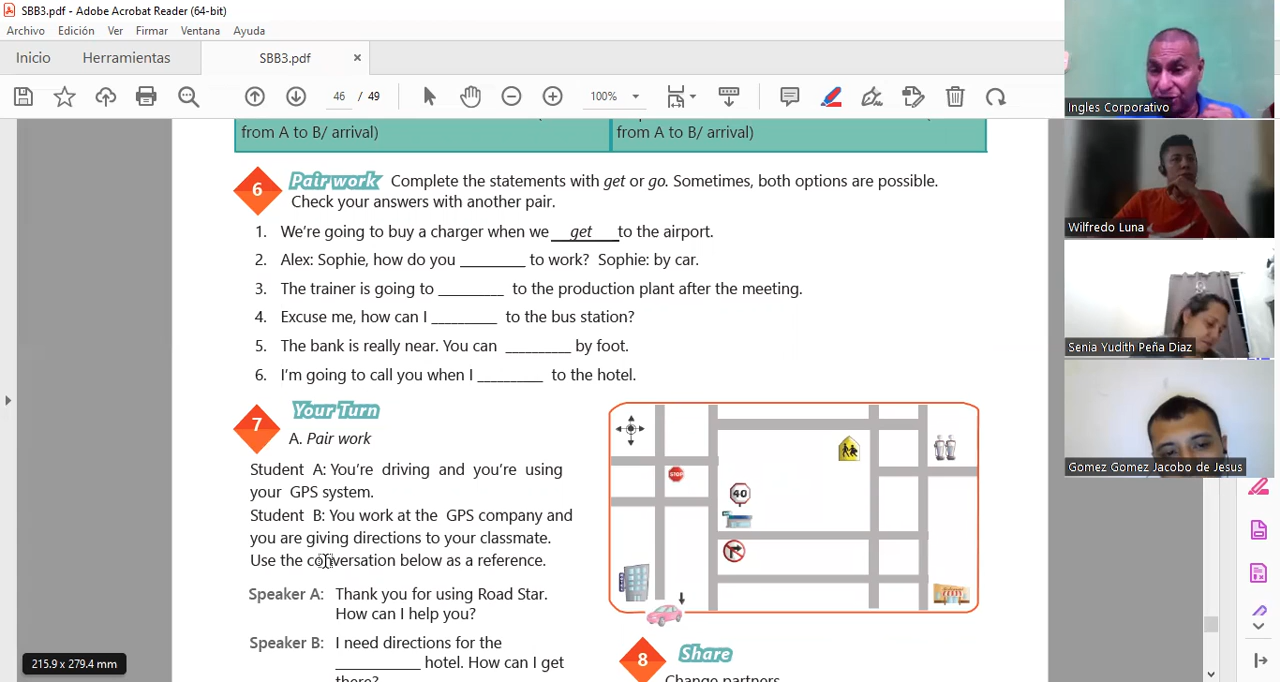 SBB3.pdf - Adobe Acrobat Reader (64-bit)
Archivo Edición Ver Firmar Ventana Ayuda
Inicio Herramientas SBB3.pdf ×
46 / 49 100%
from A to B/ arrival) from A to B/ arrival)
6 Pair work Complete the statements with get or go. Sometimes, both options are possible.
Check your answers with another pair.
1. We're going to buy a charger when we __get__ to the airport.
2. Alex: Sophie, how do you ________ to work? Sophie: by car.
3. The trainer is going to ________ to the production plant after the meeting.
4. Excuse me, how can I ________ to the bus station?
5. The bank is really near. You can ________ by foot.
6. I'm going to call you when I ________ to the hotel.
7 Your Turn
A. Pair work
Student A: You're driving and you're using
your GPS system.
Student B: You work at the GPS company and
you are giving directions to your classmate.
Use the conversation below as a reference.
Speaker A: Thank you for using Road Star.
How can I help you?
Speaker B: I need directions for the
__________ hotel. How can I get
there?
STOP
40
8 Share
Change partners
215.9 x 279.4 mm
Ingles Corporativo
Wilfredo Luna
Senia Yudith Peña Diaz
Gomez Gomez Jacobo de Jesus